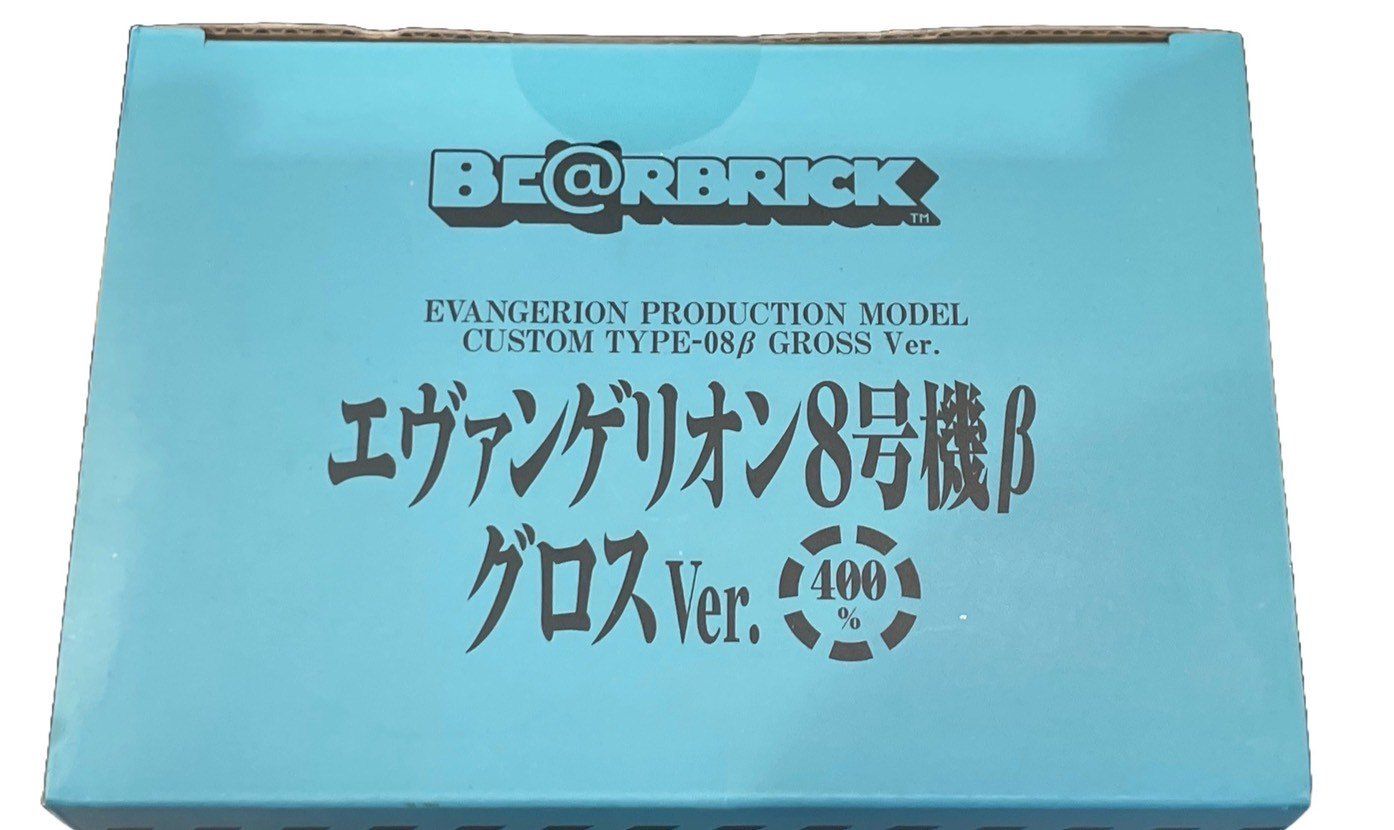 BE@RBRICK TM
EVANGERION PRODUCTION MODEL
CUSTOM TYPE-08β GROSS Ver.
エヴァンゲリオン8号機β
グロスVer. 400%